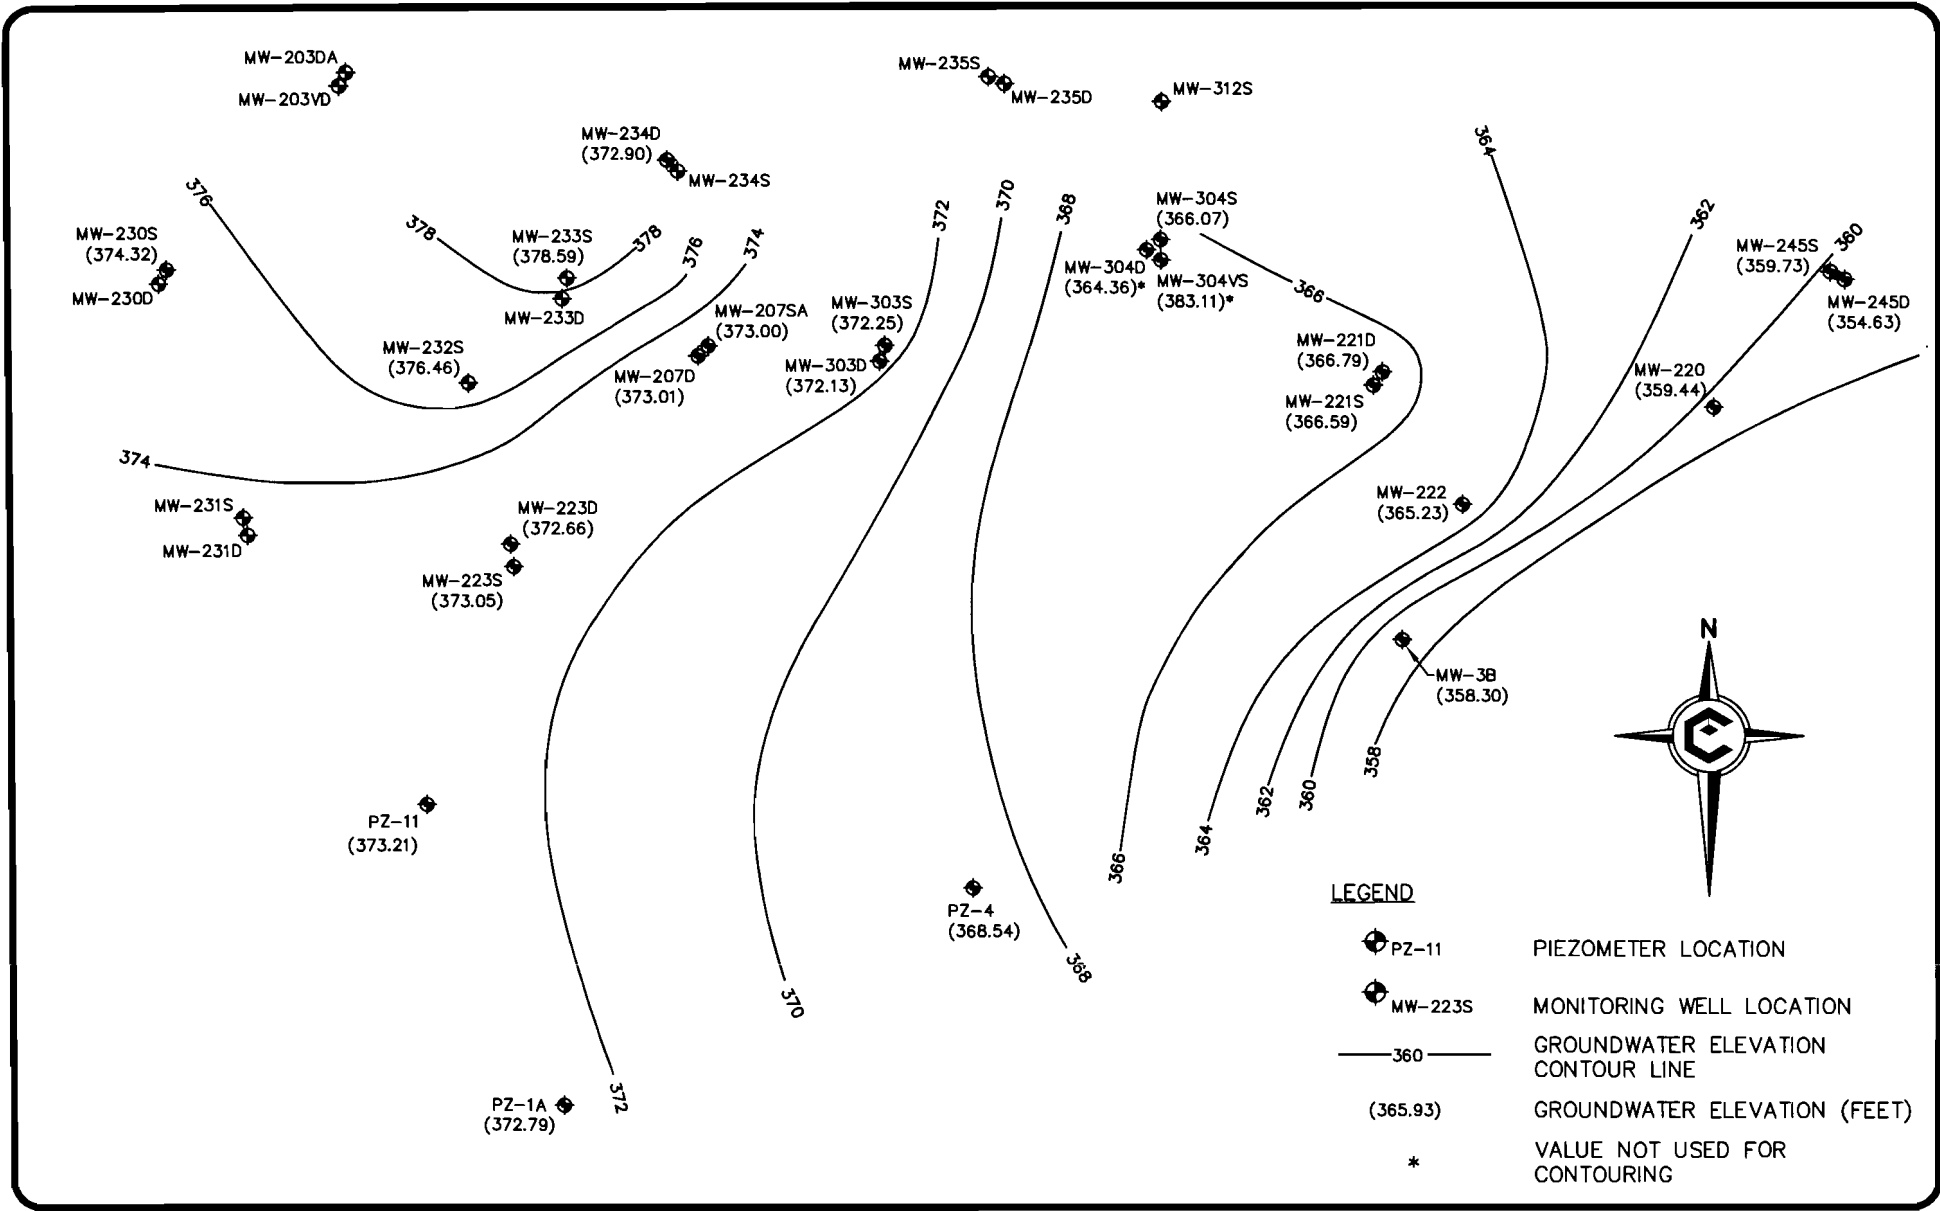 MW-203DA
MW-203VD
MW-235S
MW-235D
MW-312S
MW-234D
(372.90)
MW-234S
364
376
378
378
376
374
372
370
368
362
360
MW-230S
(374.32)
MW-230D
MW-233S
(378.59)
MW-233D
MW-304S
(366.07)
MW-304D
(364.36)*
MW-304VS
(383.11)*
366
MW-245S
(359.73)
MW-245D
(354.63)
MW-232S
(376.46)
MW-207SA
(373.00)
MW-207D
(373.01)
MW-303S
(372.25)
MW-303D
(372.13)
MW-221D
(366.79)
MW-221S
(366.59)
MW-220
(359.44)
374
MW-231S
MW-231D
MW-223D
(372.66)
MW-223S
(373.05)
MW-222
(365.23)
MW-3B
(358.30)
N
358
362
360
364
366
PZ-11
(373.21)
PZ-4
(368.54)
368
370
372
PZ-1A
(372.79)
LEGEND
PZ-11 PIEZOMETER LOCATION
MW-223S MONITORING WELL LOCATION
360 GROUNDWATER ELEVATION
CONTOUR LINE
(365.93) GROUNDWATER ELEVATION (FEET)
* VALUE NOT USED FOR
CONTOURING